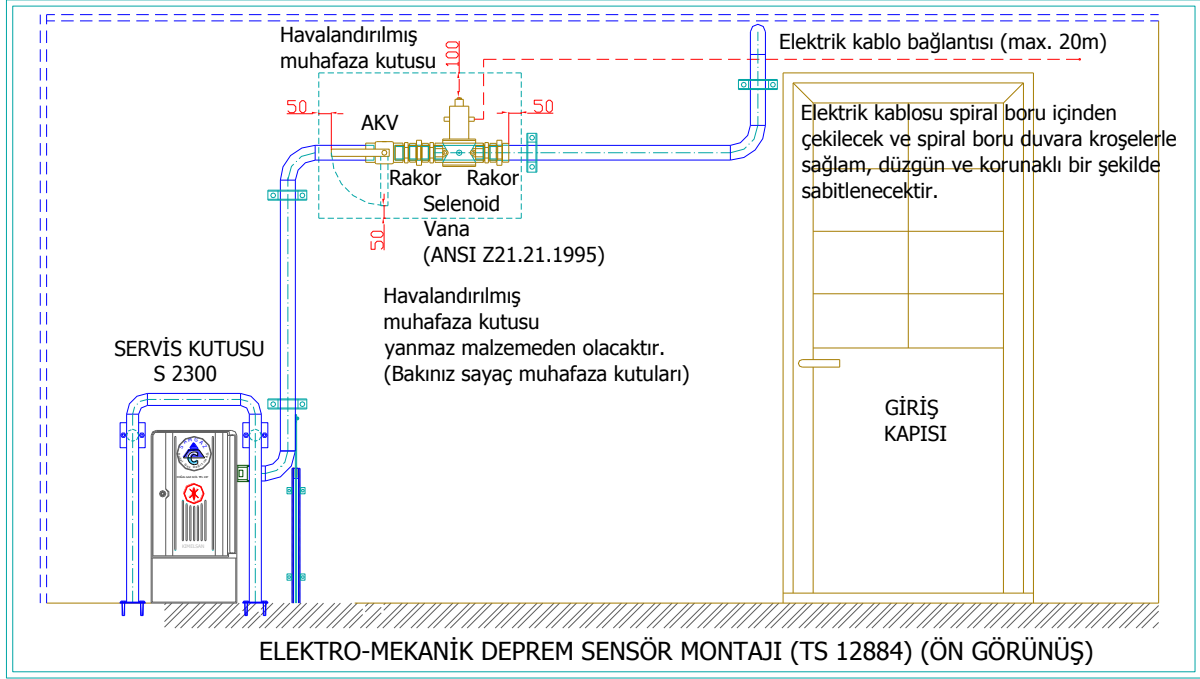 Havalandırılmış
muhafaza kutusu
100
Elektrik kablo bağlantısı (max. 20m)
50
50
AKV
Elektrik kablosu spiral boru içinden
çekilecek ve spiral boru duvara kroşelerle
sağlam, düzgün ve korunaklı bir şekilde
sabitlenecektir.
Rakor
Rakor
Selenoid
Vana
(ANSI Z21.21.1995)
50
Havalandırılmış
muhafaza kutusu
yanmaz malzemeden olacaktır.
(Bakınız sayaç muhafaza kutuları)
SERVİS KUTUSU
S 2300
GİRİŞ
KAPISI
ELEKTRO-MEKANİK DEPREM SENSÖR MONTAJI (TS 12884) (ÖN GÖRÜNÜŞ)